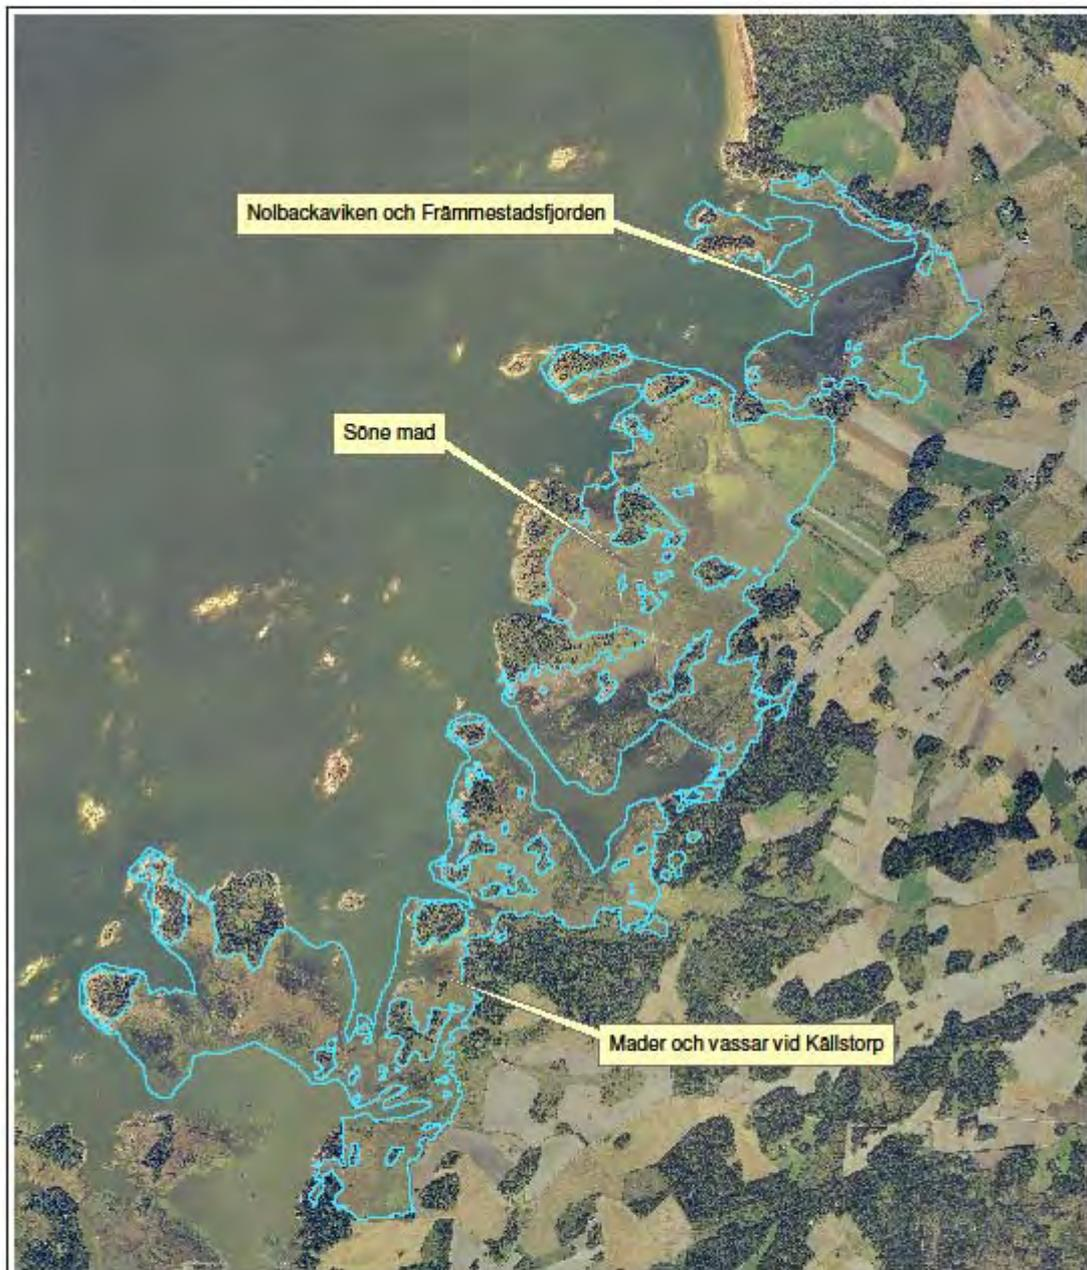 Nolbackaviken och Främmestadsfjorden
Söne mad
Mader och vassar vid Källstorp